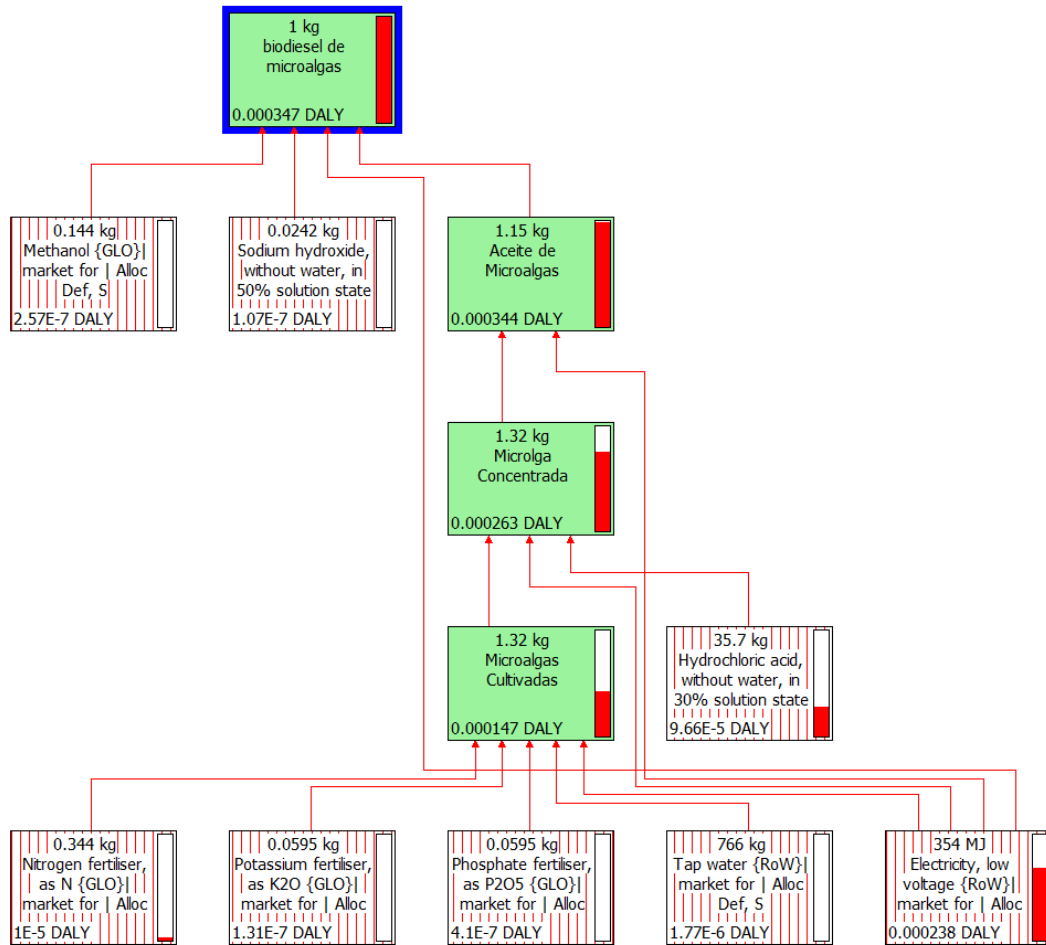 1 kg
biodiesel de
microalgas
0.000347 DALY
0.144 kg
Methanol {GLO}|
market for | Alloc
Def, S
2.57E-7 DALY
0.0242 kg
Sodium hydroxide,
without water, in
50% solution state
1.07E-7 DALY
1.15 kg
Aceite de
Microalgas
0.000344 DALY
1.32 kg
Microlga
Concentrada
0.000263 DALY
1.32 kg
Microalgas
Cultivadas
0.000147 DALY
35.7 kg
Hydrochloric acid,
without water, in
30% solution state
9.66E-5 DALY
0.344 kg
Nitrogen fertiliser,
as N {GLO}|
market for | Alloc
1E-5 DALY
0.0595 kg
Potassium fertiliser,
as K2O {GLO}|
market for | Alloc
1.31E-7 DALY
0.0595 kg
Phosphate fertiliser,
as P2O5 {GLO}|
market for | Alloc
4.1E-7 DALY
766 kg
Tap water {RoW}|
market for | Alloc
Def, S
1.77E-6 DALY
354 MJ
Electricity, low
voltage {RoW}|
market for | Alloc
0.000238 DALY